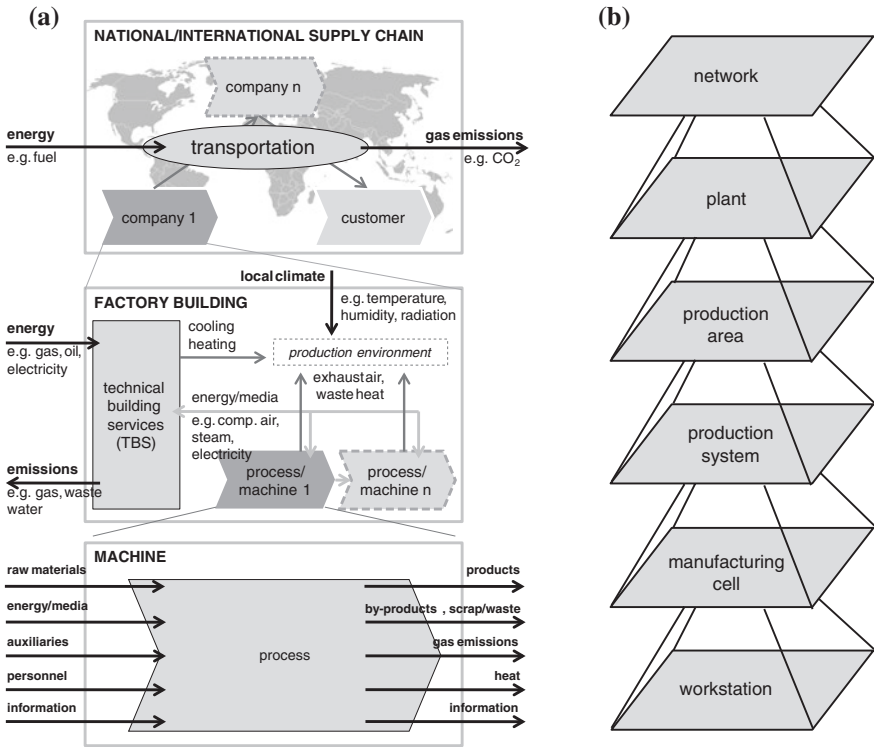 (a)
NATIONAL/INTERNATIONAL SUPPLY CHAIN
company n
energy
e.g. fuel
transportation
gas emissions
e.g. CO₂
company 1
customer
local climate
e.g. temperature,
humidity, radiation
FACTORY BUILDING
energy
e.g. gas, oil,
electricity
cooling
heating
production environment
technical
building
services
(TBS)
energy/media
e.g. comp. air,
steam,
electricity
exhaust air,
waste heat
emissions
e.g. gas, waste
water
process/
machine 1
process/
machine n
MACHINE
raw materials
energy/media
auxiliaries
personnel
information
process
products
by-products , scrap/waste
gas emissions
heat
information
(b)
network
plant
production
area
production
system
manufacturing
cell
workstation